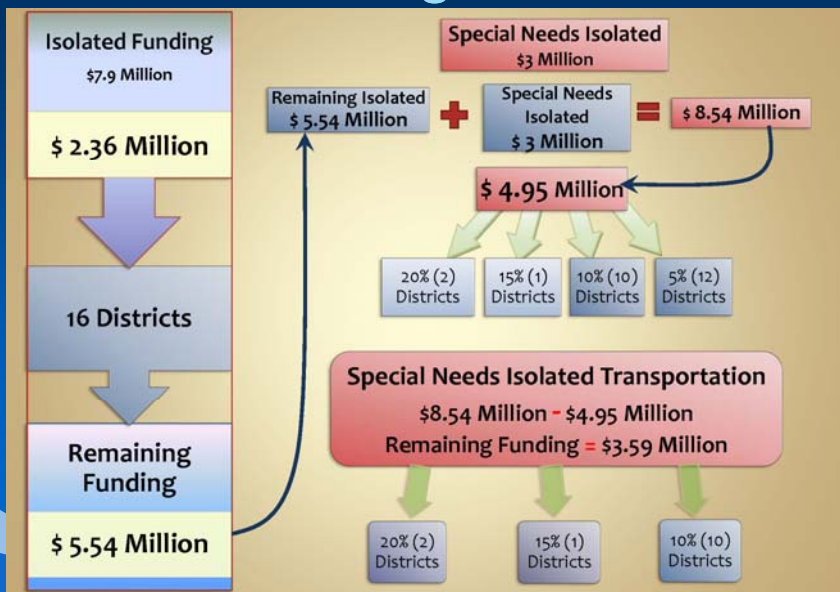 Isolated Funding
$7.9 Million
$ 2.36 Million
16 Districts
Remaining
Funding
$ 5.54 Million
Special Needs Isolated
$3 Million
Remaining Isolated
$ 5.54 Million
+
Special Needs
Isolated
$ 3 Million
=
$ 8.54 Million
$ 4.95 Million
20% (2)
Districts
15% (1)
Districts
10% (10)
Districts
5% (12)
Districts
Special Needs Isolated Transportation
$8.54 Million - $4.95 Million
Remaining Funding = $3.59 Million
20% (2)
Districts
15% (1)
Districts
10% (10)
Districts